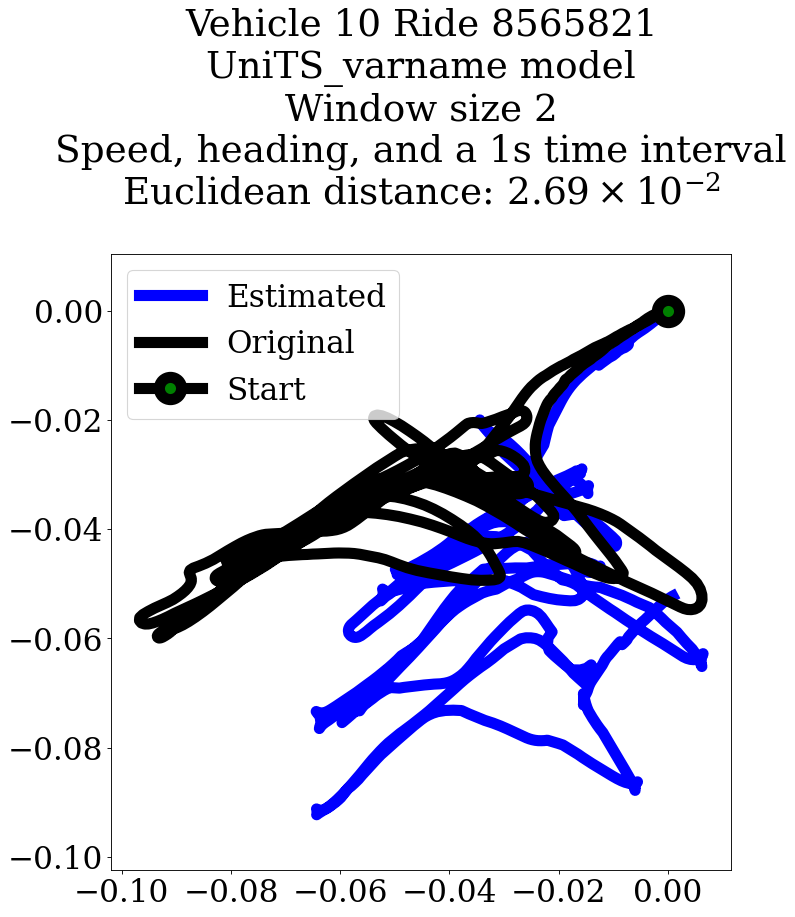 Vehicle 10 Ride 8565821
UniTS_varname model
Window size 2
Speed, heading, and a 1s time interval
Euclidean distance: 2.69 × 10⁻²
Estimated
Original
Start
0.00
−0.02
−0.04
−0.06
−0.08
−0.10
−0.10 −0.08 −0.06 −0.04 −0.02 0.00